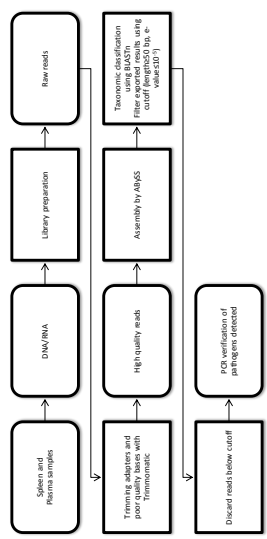 Spleen and
Plasma samples
DNA/RNA
Library preparation
Raw reads
Trimming adapters and
poor quality bases with
Trimmomatic
High quality reads
Assembly by ABySS
Taxonomic classification
using BLASTn
Filter exported results using
cutoff (length≥50 bp, e-
value≤10⁻⁵)
Discard reads below cutoff
PCR verification of
pathogens detected